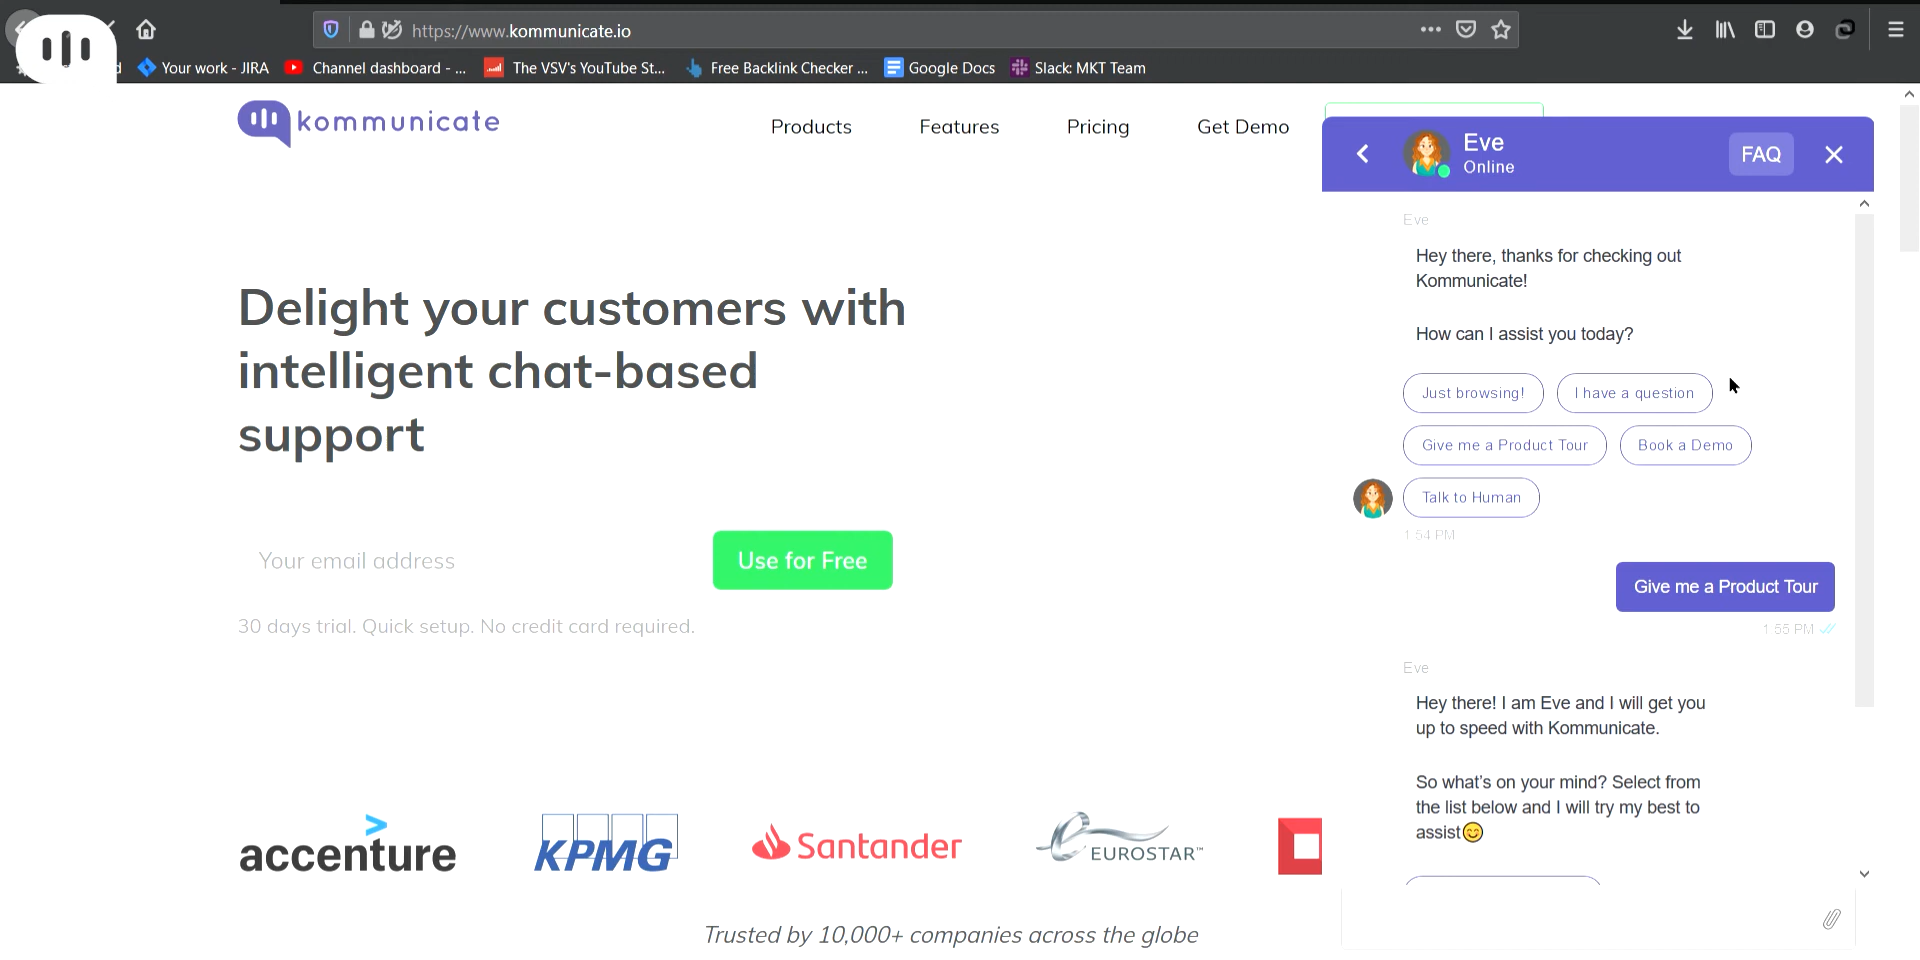 https://www.kommunicate.io
Your work - JIRA
Channel dashboard - ...
The VSV's YouTube St...
Free Backlink Checker ...
Google Docs
Slack: MKT Team
kommunicate
Products
Features
Pricing
Get Demo
Delight your customers with
intelligent chat-based
support
Your email address
Use for Free
30 days trial. Quick setup. No credit card required.
accenture
KPMG
Santander
EUROSTAR™
Trusted by 10,000+ companies across the globe
Eve
Online
FAQ
Eve
Hey there, thanks for checking out
Kommunicate!
How can I assist you today?
Just browsing!
I have a question
Give me a Product Tour
Book a Demo
Talk to Human
1:54 PM
Give me a Product Tour
1:55 PM
Eve
Hey there! I am Eve and I will get you
up to speed with Kommunicate.
So what's on your mind? Select from
the list below and I will try my best to
assist😊